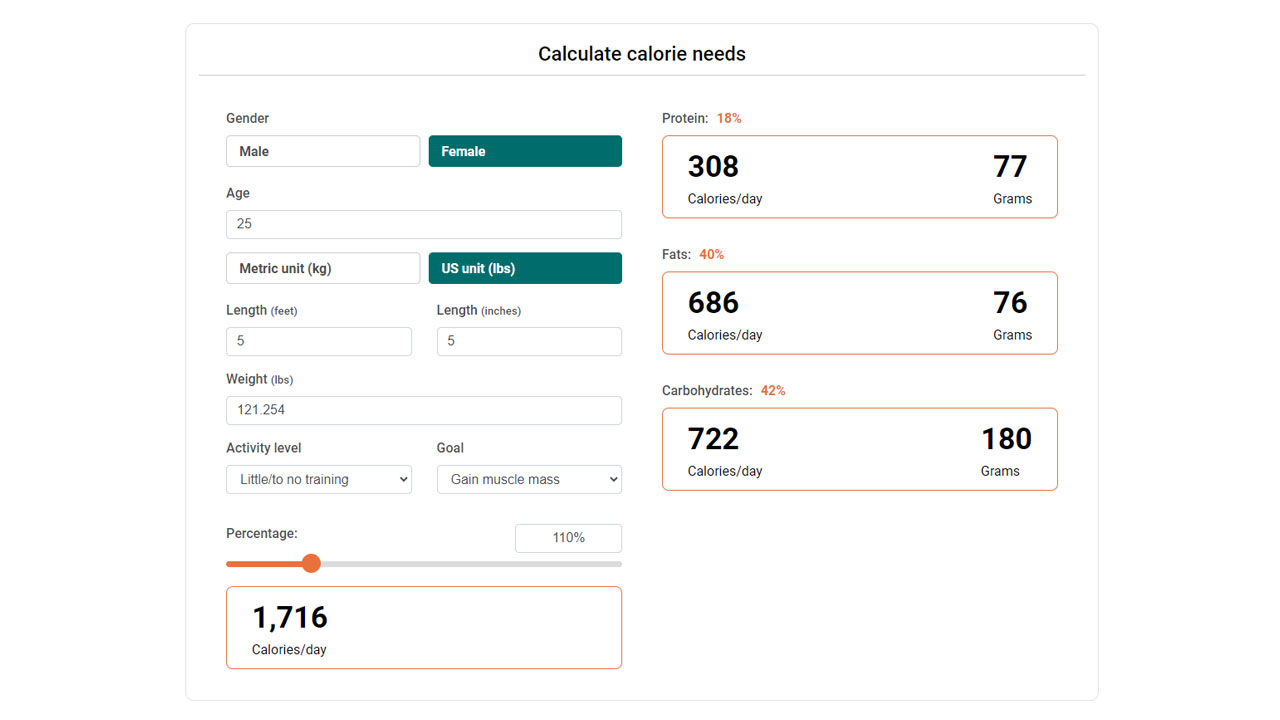 Calculate calorie needs
Gender
Male Female
Age
25
Metric unit (kg) US unit (lbs)
Length (feet) Length (inches)
5 5
Weight (lbs)
121.254
Activity level Goal
Little/to no training Gain muscle mass
Percentage: 110%
1,716
Calories/day
Protein: 18%
308 77
Calories/day Grams
Fats: 40%
686 76
Calories/day Grams
Carbohydrates: 42%
722 180
Calories/day Grams